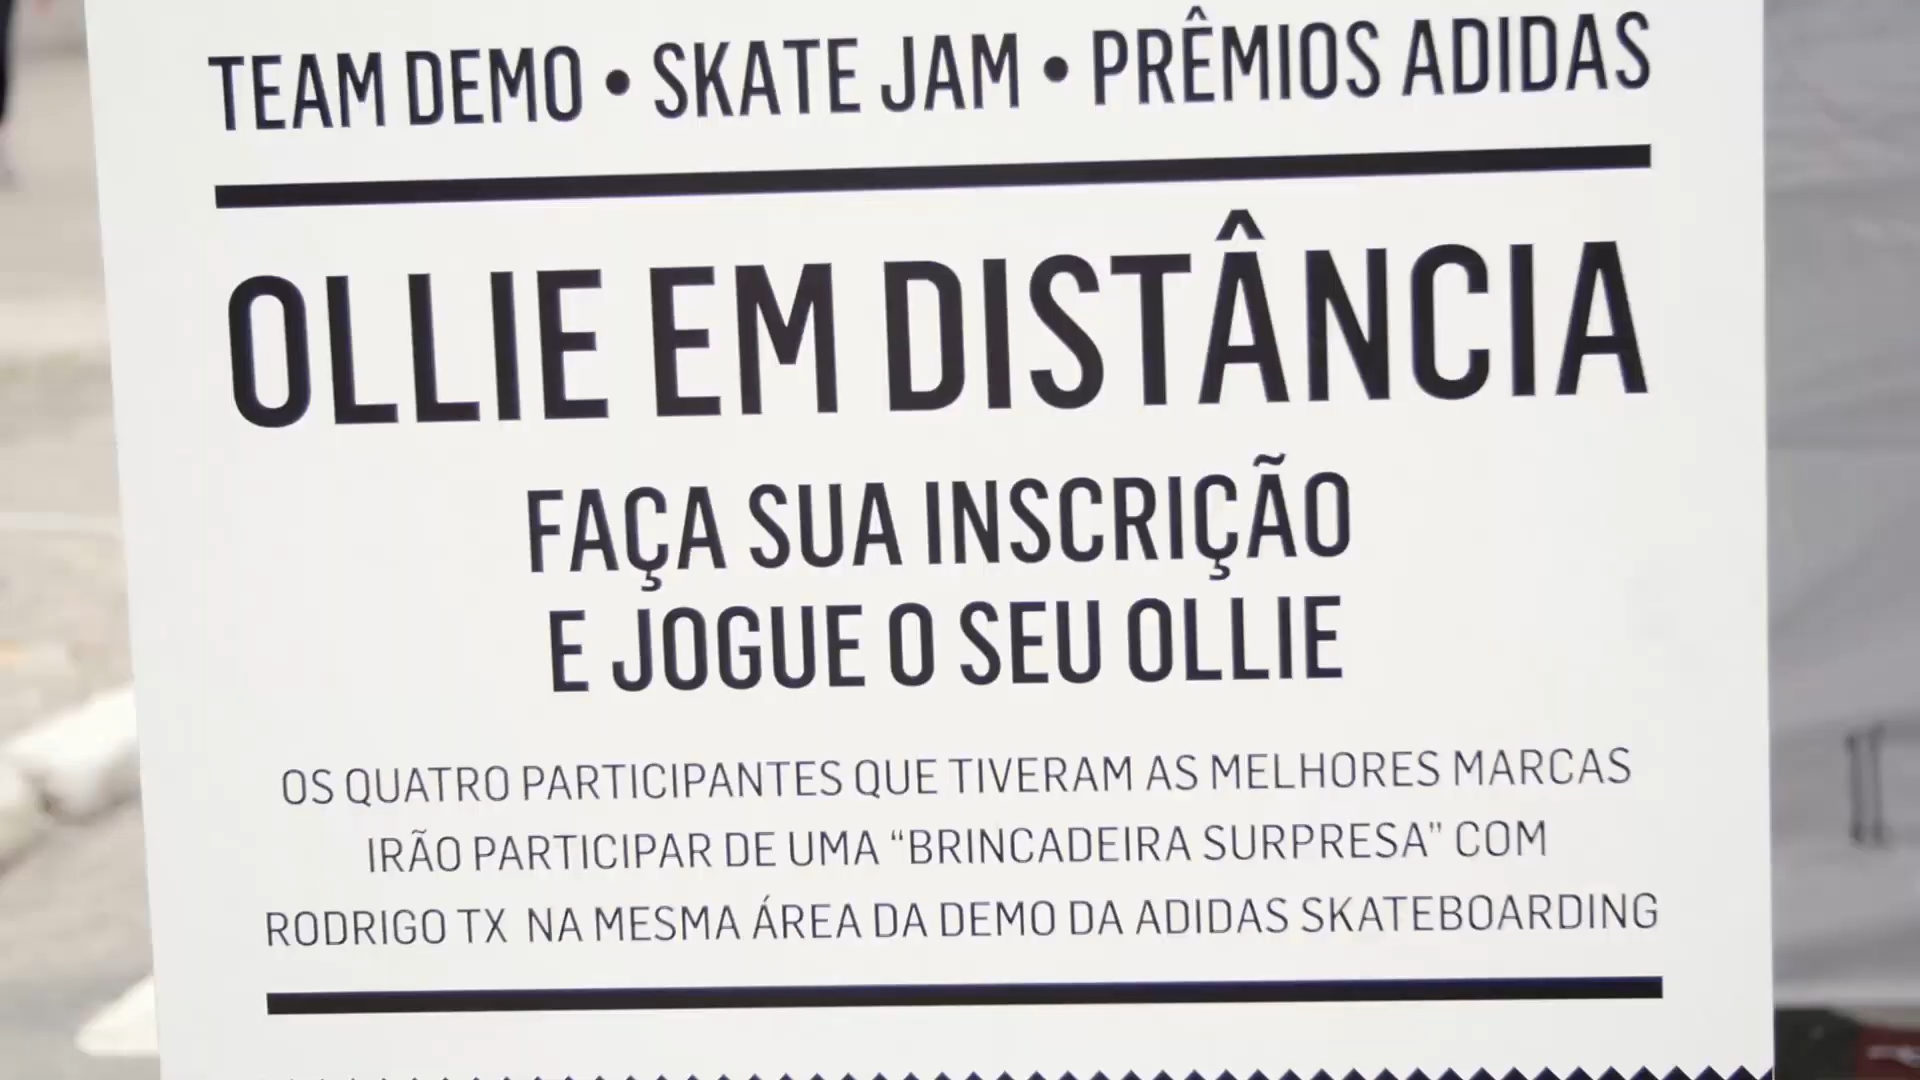 TEAM DEMO • SKATE JAM • PRÊMIOS ADIDAS
OLLIE EM DISTÂNCIA
FAÇA SUA INSCRIÇÃO
E JOGUE O SEU OLLIE
OS QUATRO PARTICIPANTES QUE TIVERAM AS MELHORES MARCAS
IRÃO PARTICIPAR DE UMA “BRINCADEIRA SURPRESA” COM
RODRIGO TX NA MESMA ÁREA DA DEMO DA ADIDAS SKATEBOARDING